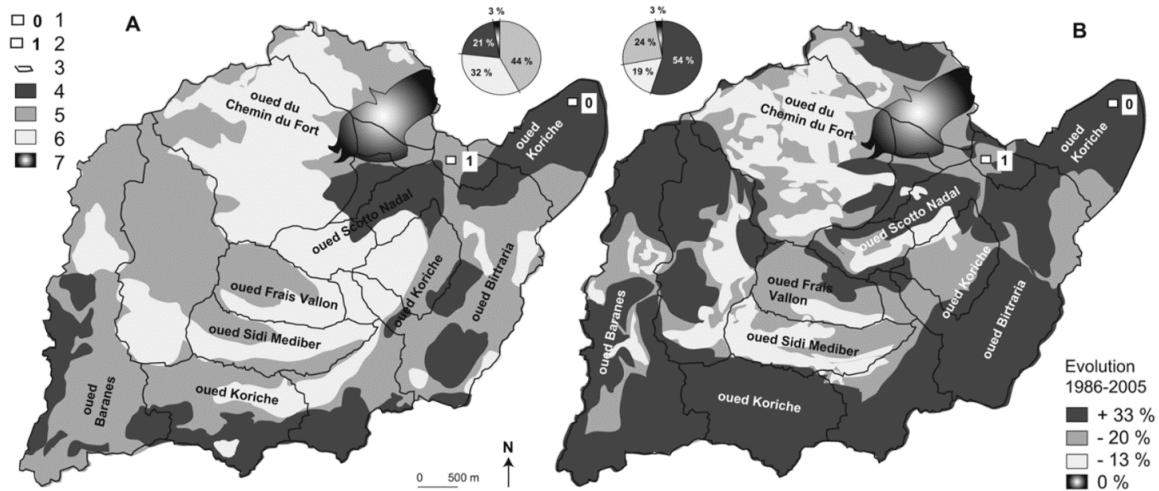 0 1
1 2
3
4
5
6
7
A
3 %
21 %
44 %
32 %
3 %
24 %
54 %
19 %
B
oued du
Chemin du Fort
oued
Koriche
0
1
oued Scotto Nadal
oued Frais Vallon
oued Koriche
oued Birtraria
oued Sidi Mediber
oued
Baranes
oued Koriche
0 500 m
N
oued du
Chemin du Fort
oued
Koriche
0
1
oued Scotto Nadal
oued Frais
Vallon
oued Koriche
oued Birtraria
oued Baranes
oued Sidi Mediber
oued Koriche
Evolution
1986-2005
+ 33 %
- 20 %
- 13 %
0 %